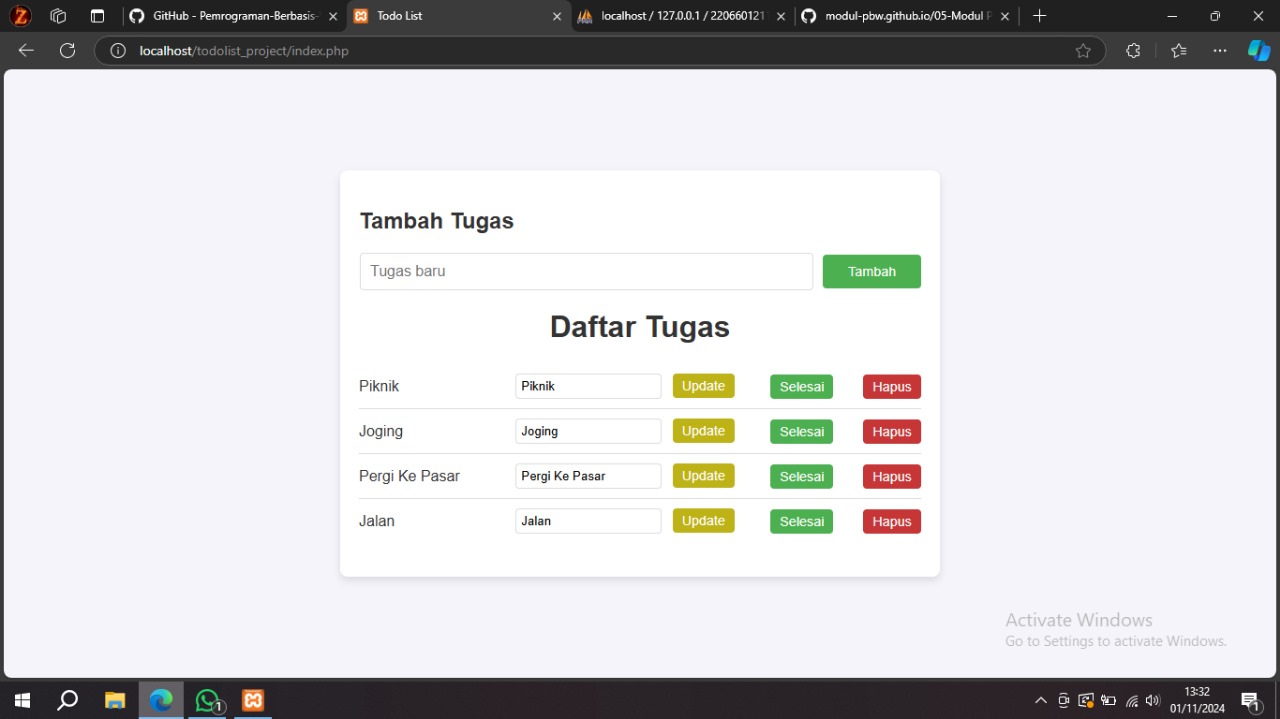 GitHub - Pemrograman-Berbasis-
Todo List
localhost / 127.0.0.1 / 220660121
modul-pbw.github.io/05-Modul P
localhost/todolist_project/index.php
Tambah Tugas
Tugas baru
Tambah
Daftar Tugas
Piknik Piknik Update Selesai Hapus
Joging Joging Update Selesai Hapus
Pergi Ke Pasar Pergi Ke Pasar Update Selesai Hapus
Jalan Jalan Update Selesai Hapus
Activate Windows
Go to Settings to activate Windows.
1
13:32
01/11/2024
1